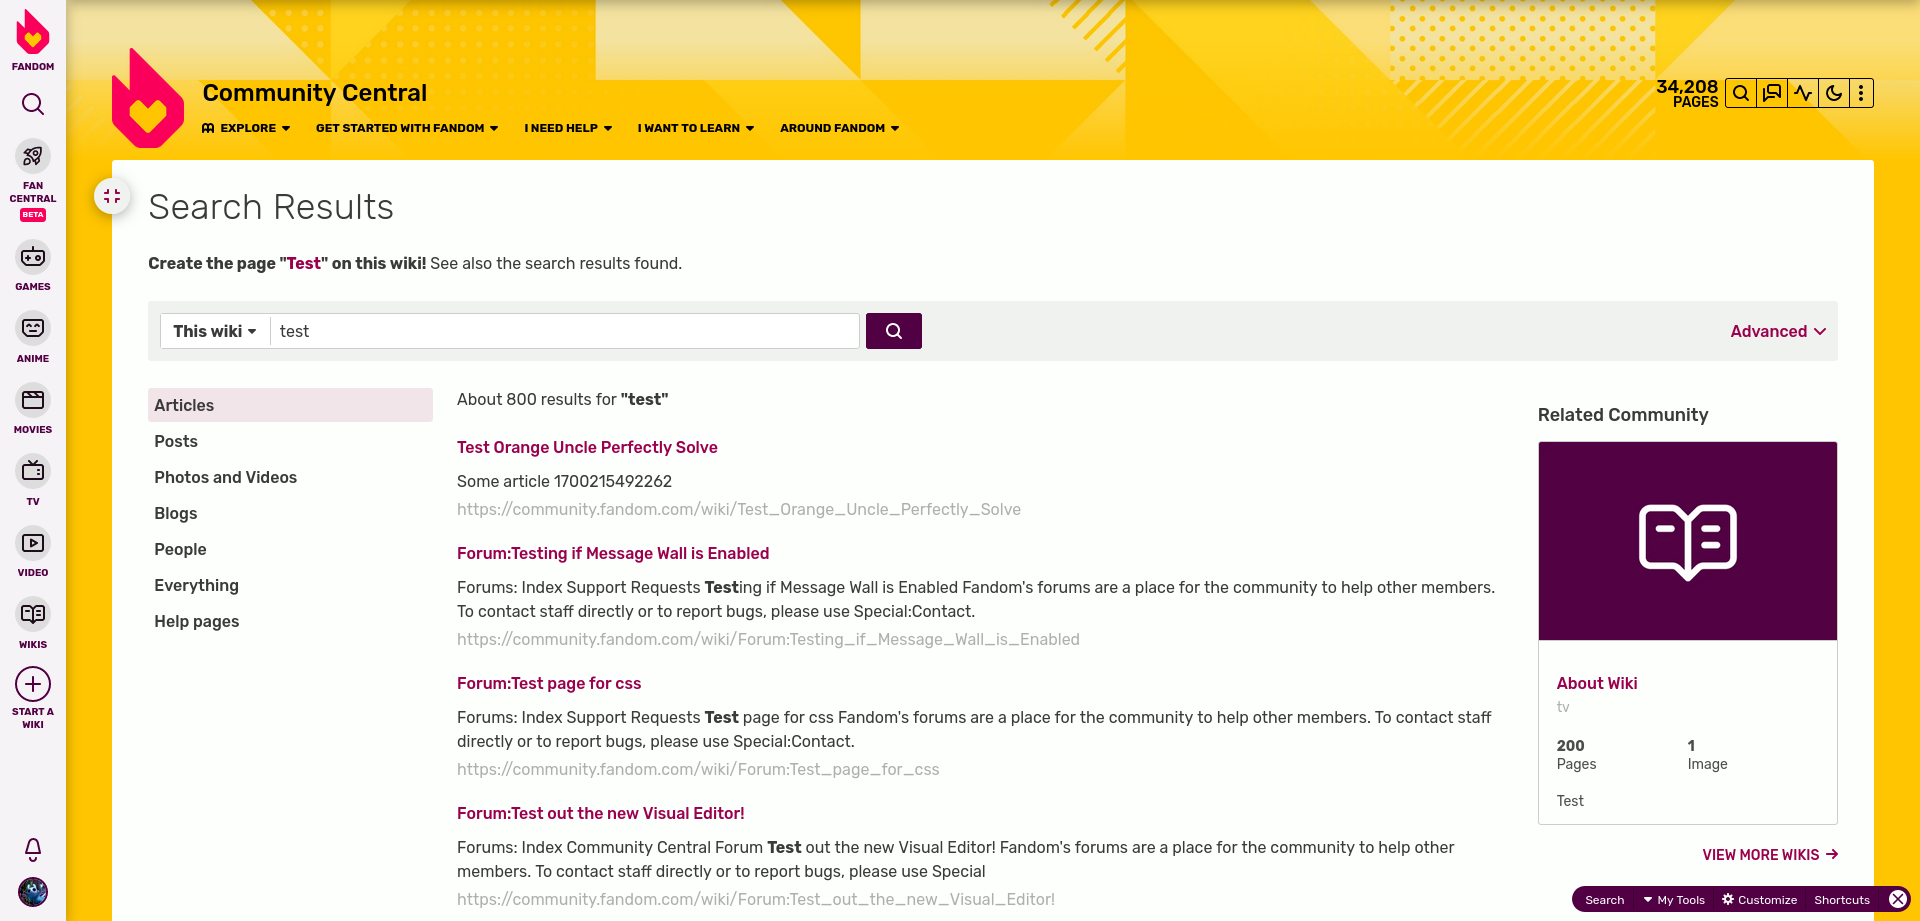 FANDOM
FAN
CENTRAL
BETA
GAMES
ANIME
MOVIES
TV
VIDEO
WIKIS
START A
WIKI
Community Central
EXPLORE
GET STARTED WITH FANDOM
I NEED HELP
I WANT TO LEARN
AROUND FANDOM
34,208
PAGES
Search Results
Create the page "Test" on this wiki! See also the search results found.
This wiki
test
Advanced
Articles
Posts
Photos and Videos
Blogs
People
Everything
Help pages
About 800 results for "test"
Test Orange Uncle Perfectly Solve
Some article 1700215492262
https://community.fandom.com/wiki/Test_Orange_Uncle_Perfectly_Solve
Forum:Testing if Message Wall is Enabled
Forums: Index Support Requests Testing if Message Wall is Enabled Fandom's forums are a place for the community to help other members.
To contact staff directly or to report bugs, please use Special:Contact.
https://community.fandom.com/wiki/Forum:Testing_if_Message_Wall_is_Enabled
Forum:Test page for css
Forums: Index Support Requests Test page for css Fandom's forums are a place for the community to help other members. To contact staff
directly or to report bugs, please use Special:Contact.
https://community.fandom.com/wiki/Forum:Test_page_for_css
Forum:Test out the new Visual Editor!
Forums: Index Community Central Forum Test out the new Visual Editor! Fandom's forums are a place for the community to help other
members. To contact staff directly or to report bugs, please use Special
https://community.fandom.com/wiki/Forum:Test_out_the_new_Visual_Editor!
Related Community
About Wiki
tv
200
Pages
1
Image
Test
VIEW MORE WIKIS
Search
My Tools
Customize
Shortcuts